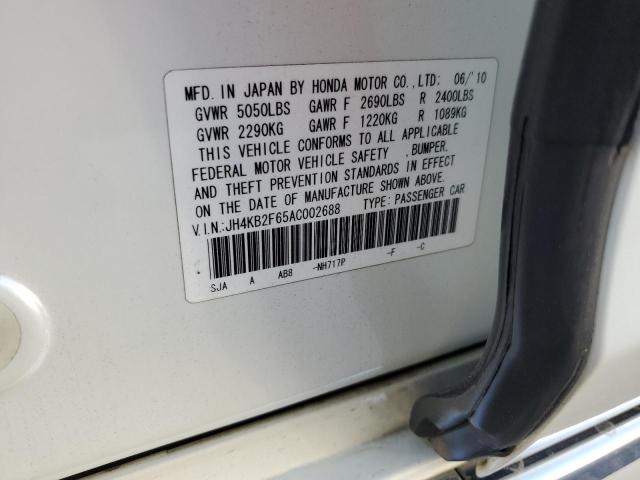 MFD. IN JAPAN BY HONDA MOTOR CO.,LTD: 06/'10
GVWR 5050LBS GAWR F 2690LBS R 2400LBS
GVWR 2290KG GAWR F 1220KG R 1089KG
THIS VEHICLE CONFORMS TO ALL APPLICABLE
FEDERAL MOTOR VEHICLE SAFETY ,BUMPER,
AND THEFT PREVENTION STANDARDS IN EFFECT
ON THE DATE OF MANUFACTURE SHOWN ABOVE.
V.I.N:JH4KB2F65AC002688 TYPE: PASSENGER CAR
SJA A AB8 -NH717P -F -C